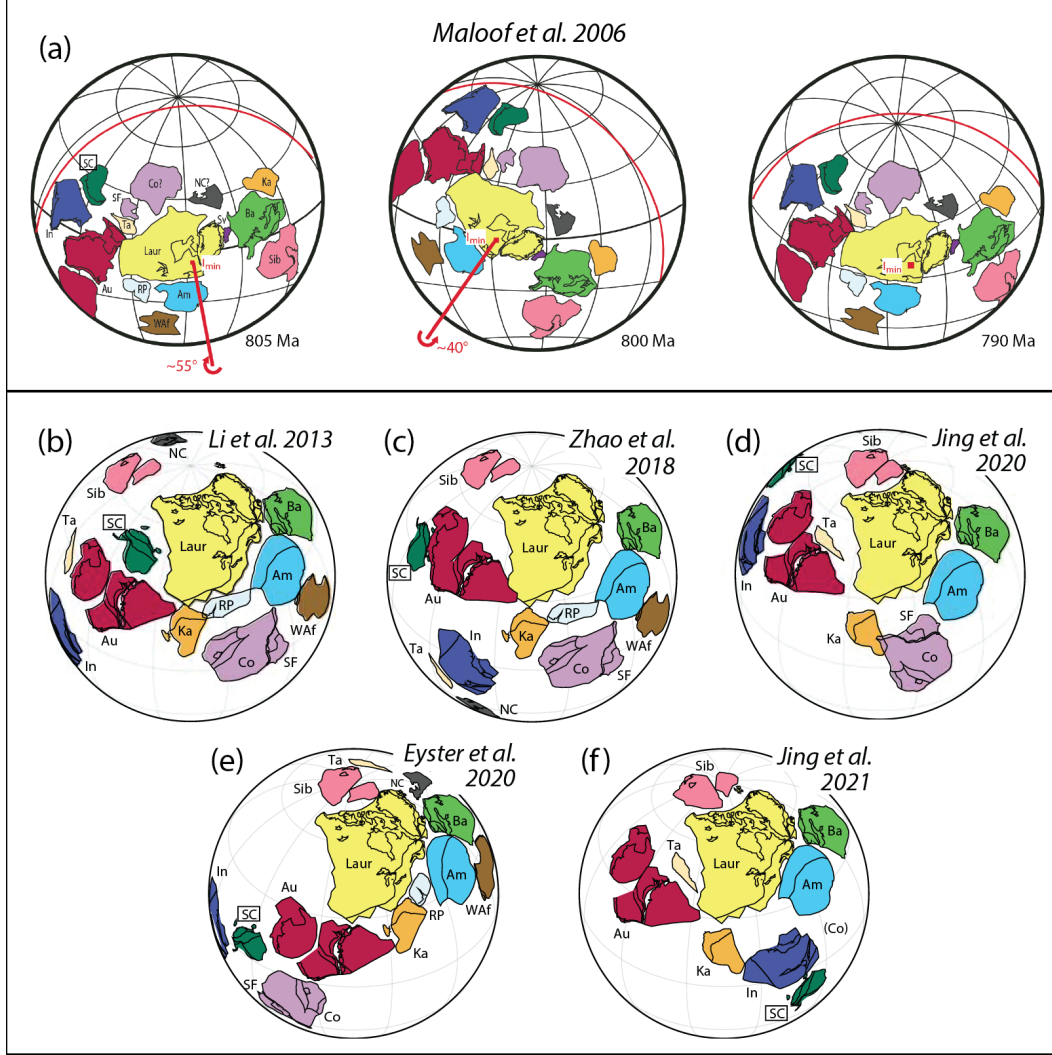 (a)
Maloof et al. 2006
SC
In
SF
Co?
NC?
Ka
Ta
Sv
Ba
Laur
Sib
Imin
Au
RP
Am
WAf
~55°
805 Ma
Imin
~40°
800 Ma
Imin
790 Ma
(b)
Li et al. 2013
NC
Sib
Ta
SC
Ba
Laur
Am
RP
Au
Ka
WAf
In
Co
SF
(c)
Zhao et al.
2018
Sib
Ba
Laur
SC
Am
Au
RP
In
Ka
WAf
Ta
Co
SF
NC
(d)
Jing et al.
2020
Sib
SC
Ta
Ba
Laur
In
Am
Au
SF
Ka
Co
(e)
Eyster et al.
2020
Ta
Sib
NC
Ba
Laur
Am
In
Au
SC
RP
WAf
Ka
SF
Co
(f)
Jing et al.
2021
Sib
Ba
Ta
Laur
Am
Au
(Co)
Ka
In
SC